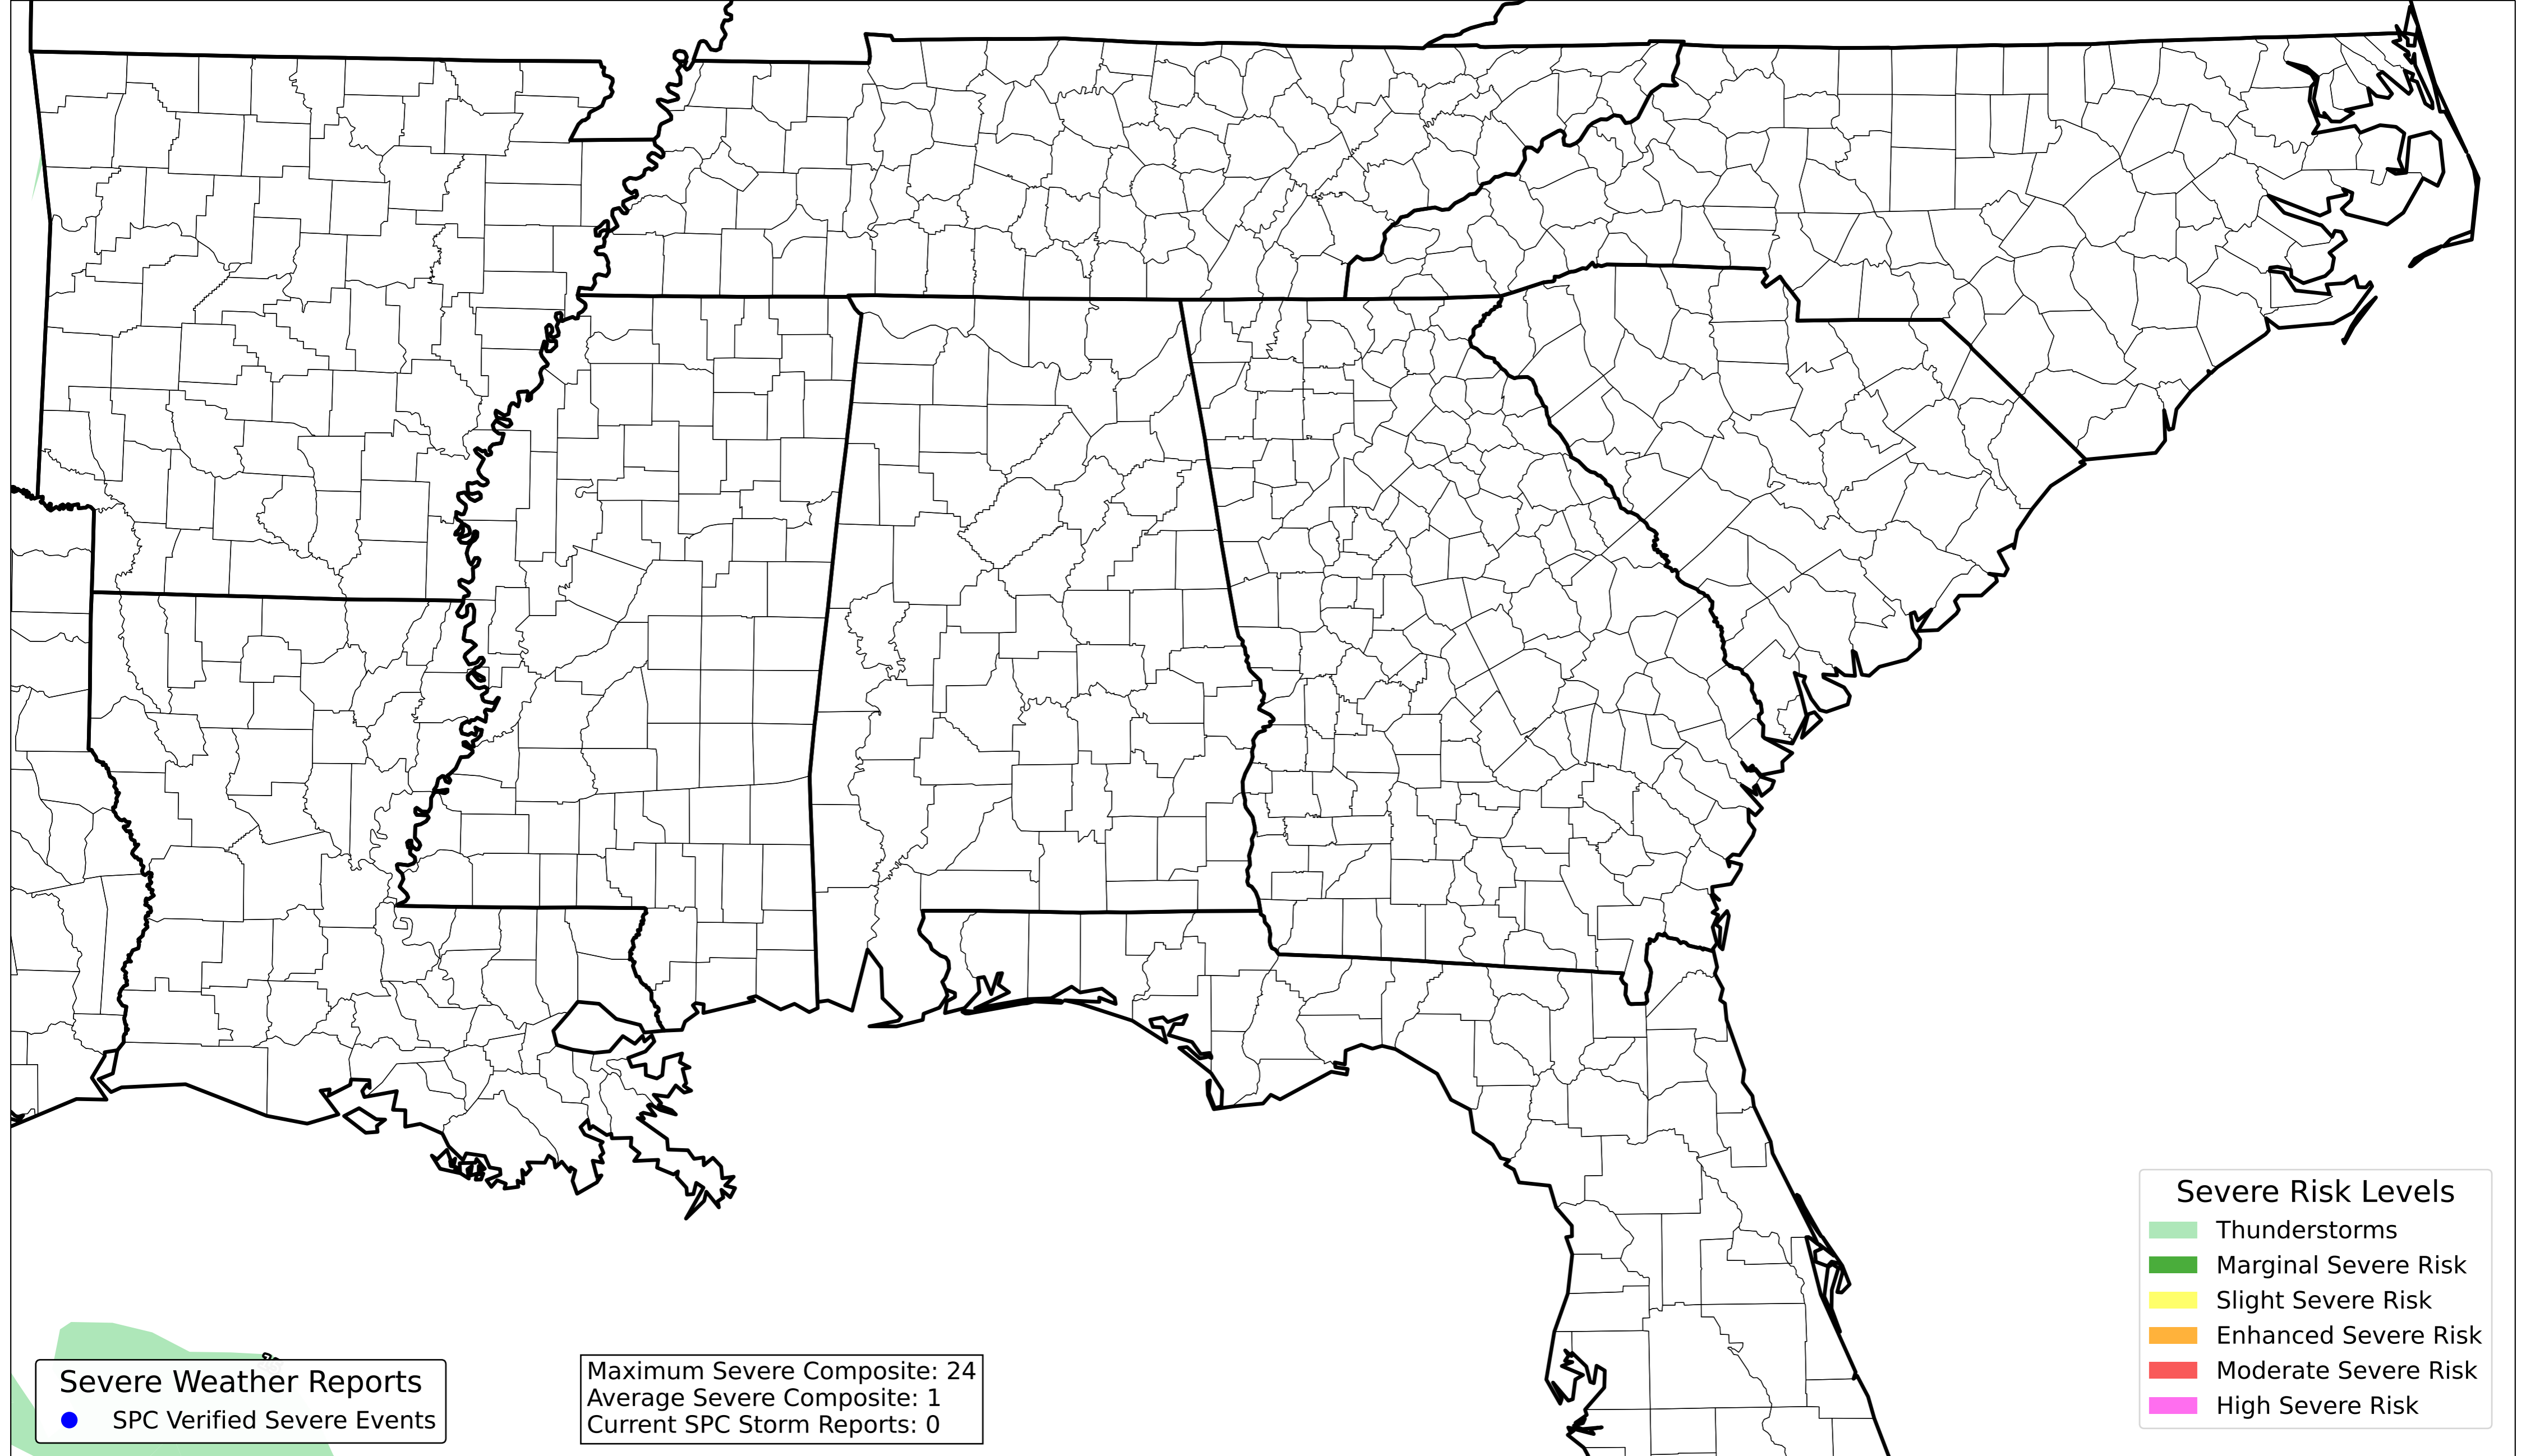 Severe Weather Reports
SPC Verified Severe Events
Maximum Severe Composite: 24
Average Severe Composite: 1
Current SPC Storm Reports: 0
Severe Risk Levels
Thunderstorms
Marginal Severe Risk
Slight Severe Risk
Enhanced Severe Risk
Moderate Severe Risk
High Severe Risk